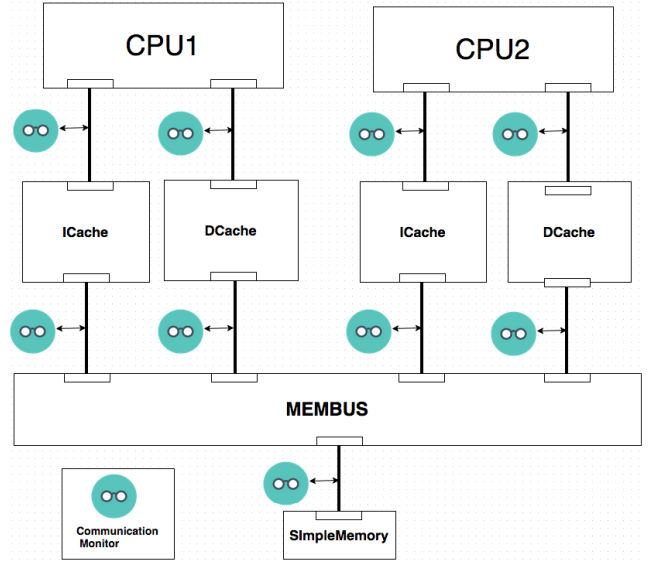 CPU1
CPU2
ICache
DCache
ICache
DCache
MEMBUS
Communication
Monitor
SImpleMemory